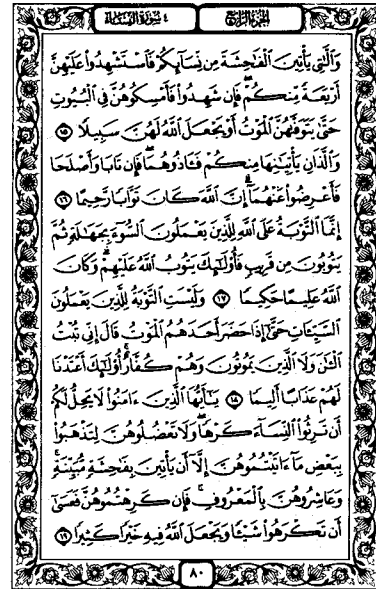 الجزء الرابع
٤ سورة النساء
وَٱلَّٰتِي يَأْتِينَ ٱلْفَٰحِشَةَ مِن نِّسَآئِكُمْ فَٱسْتَشْهِدُوا۟ عَلَيْهِنَّ
أَرْبَعَةً مِّنكُمْ ۖ فَإِن شَهِدُوا۟ فَأَمْسِكُوهُنَّ فِي ٱلْبُيُوتِ
حَتَّىٰ يَتَوَفَّىٰهُنَّ ٱلْمَوْتُ أَوْ يَجْعَلَ ٱللَّهُ لَهُنَّ سَبِيلًا ١٥
وَٱلَّذَانِ يَأْتِيَٰنِهَا مِنكُمْ فَـَٔاذُوهُمَا ۖ فَإِن تَابَا وَأَصْلَحَا
فَأَعْرِضُوا۟ عَنْهُمَآ ۗ إِنَّ ٱللَّهَ كَانَ تَوَّابًا رَّحِيمًا ١٦
إِنَّمَا ٱلتَّوْبَةُ عَلَى ٱللَّهِ لِلَّذِينَ يَعْمَلُونَ ٱلسُّوٓءَ بِجَهَٰلَةٍ ثُمَّ
يَتُوبُونَ مِن قَرِيبٍ فَأُو۟لَٰٓئِكَ يَتُوبُ ٱللَّهُ عَلَيْهِمْ ۗ وَكَانَ
ٱللَّهُ عَلِيمًا حَكِيمًا ١٧ وَلَيْسَتِ ٱلتَّوْبَةُ لِلَّذِينَ يَعْمَلُونَ
ٱلسَّيِّـَٔاتِ حَتَّىٰٓ إِذَا حَضَرَ أَحَدَهُمُ ٱلْمَوْتُ قَالَ إِنِّي تُبْتُ
ٱلْـَٰٔنَ وَلَا ٱلَّذِينَ يَمُوتُونَ وَهُمْ كُفَّارٌ ۚ أُو۟لَٰٓئِكَ أَعْتَدْنَا
لَهُمْ عَذَابًا أَلِيمًا ١٨ يَٰٓأَيُّهَا ٱلَّذِينَ ءَامَنُوا۟ لَا يَحِلُّ لَكُمْ
أَن تَرِثُوا۟ ٱلنِّسَآءَ كَرْهًا ۖ وَلَا تَعْضُلُوهُنَّ لِتَذْهَبُوا۟
بِبَعْضِ مَآ ءَاتَيْتُمُوهُنَّ إِلَّآ أَن يَأْتِينَ بِفَٰحِشَةٍ مُّبَيِّنَةٍ ۚ
وَعَاشِرُوهُنَّ بِٱلْمَعْرُوفِ ۚ فَإِن كَرِهْتُمُوهُنَّ فَعَسَىٰٓ
أَن تَكْرَهُوا۟ شَيْـًٔا وَيَجْعَلَ ٱللَّهُ فِيهِ خَيْرًا كَثِيرًا ١٩
٨٠